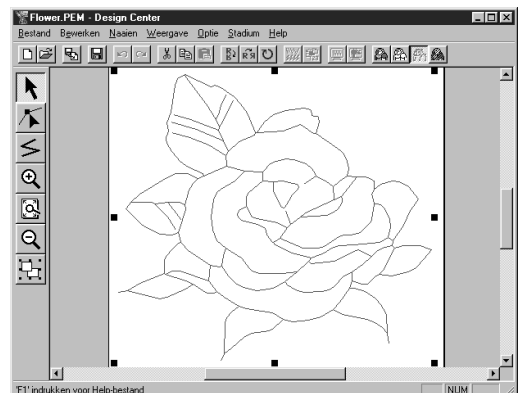 Flower.PEM - Design Center
Bestand Bewerken Naaien Weergave Optie Stadium Help
'F1' indrukken voor Help-bestand NUM